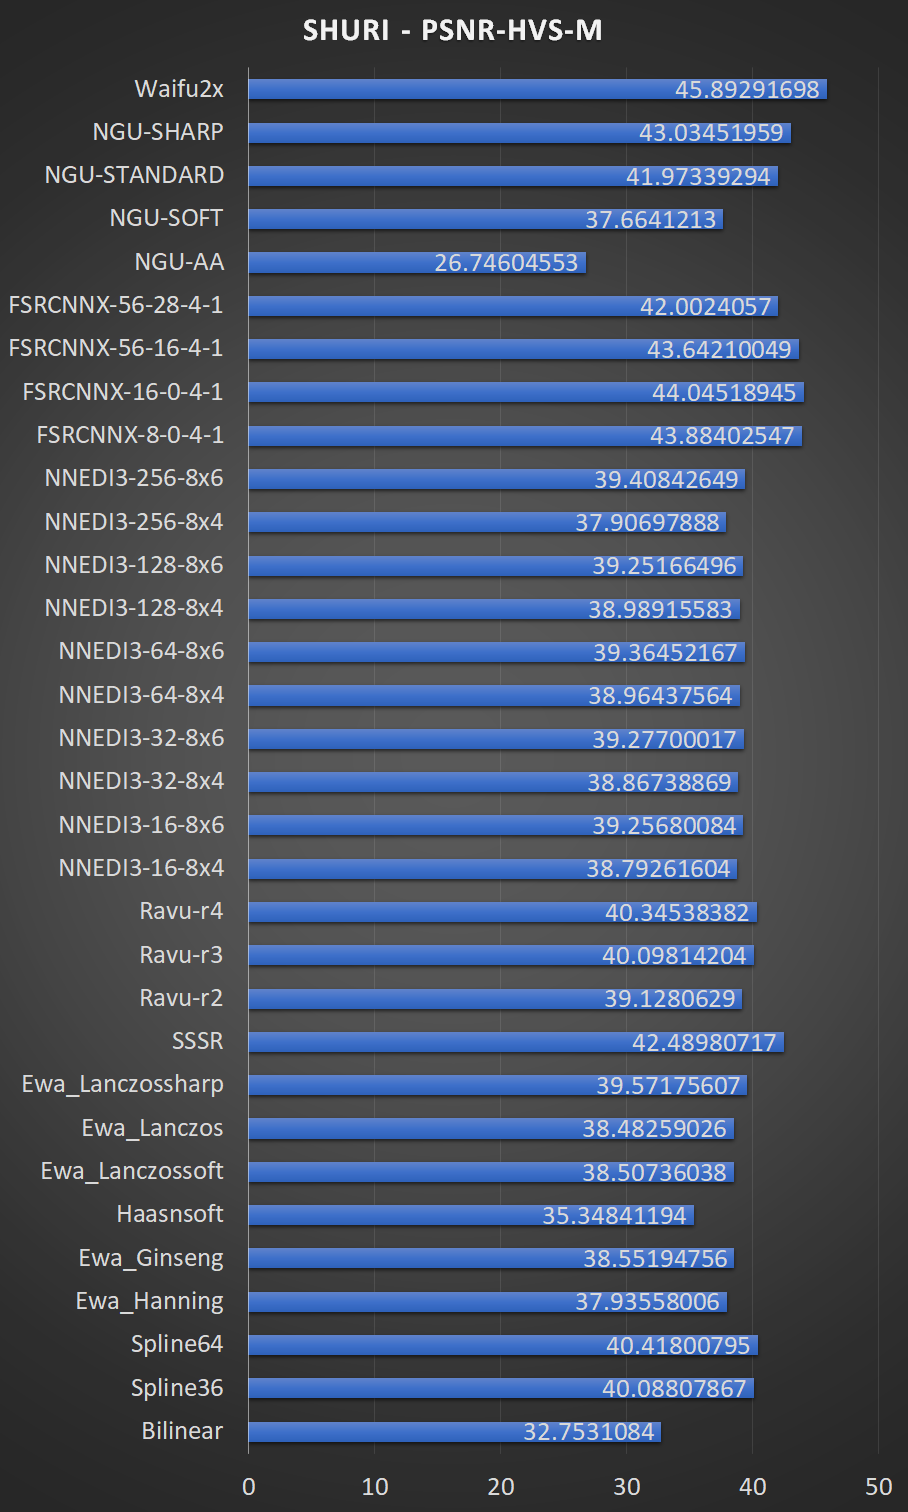 SHURI - PSNR-HVS-M
Waifu2x 45.89291698
NGU-SHARP 43.03451959
NGU-STANDARD 41.97339294
NGU-SOFT 37.6641213
NGU-AA 26.74604553
FSRCNNX-56-28-4-1 42.0024057
FSRCNNX-56-16-4-1 43.64210049
FSRCNNX-16-0-4-1 44.04518945
FSRCNNX-8-0-4-1 43.88402547
NNEDI3-256-8x6 39.40842649
NNEDI3-256-8x4 37.90697888
NNEDI3-128-8x6 39.25166496
NNEDI3-128-8x4 38.98915583
NNEDI3-64-8x6 39.36452167
NNEDI3-64-8x4 38.96437564
NNEDI3-32-8x6 39.27700017
NNEDI3-32-8x4 38.86738869
NNEDI3-16-8x6 39.25680084
NNEDI3-16-8x4 38.79261604
Ravu-r4 40.34538382
Ravu-r3 40.09814204
Ravu-r2 39.1280629
SSSR 42.48980717
Ewa_Lanczossharp 39.57175607
Ewa_Lanczos 38.48259026
Ewa_Lanczossoft 38.50736038
Haasnsoft 35.34841194
Ewa_Ginseng 38.55194756
Ewa_Hanning 37.93558006
Spline64 40.41800795
Spline36 40.08807867
Bilinear 32.7531084
0 10 20 30 40 50